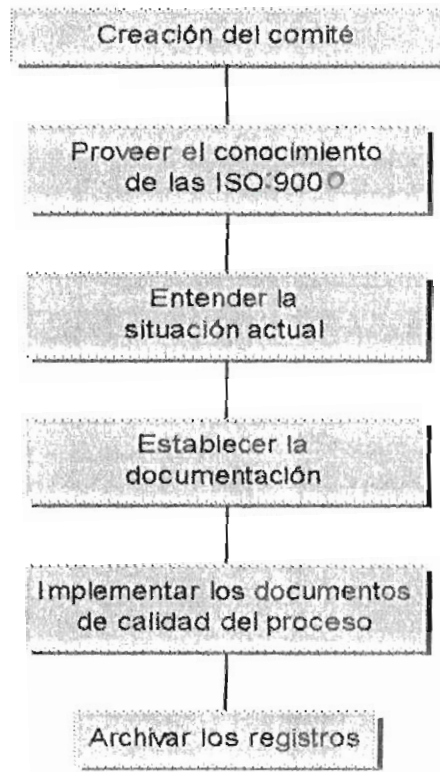 Creación del comité
Proveer el conocimiento
de las ISO:9000
Entender la
situación actual
Establecer la
documentación
Implementar los documentos
de calidad del proceso
Archivar los registros